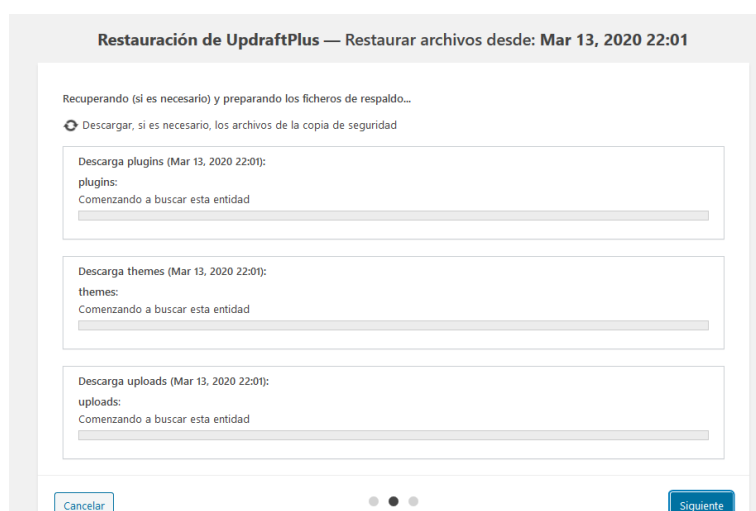 Restauración de UpdraftPlus — Restaurar archivos desde: Mar 13, 2020 22:01
Recuperando (si es necesario) y preparando los ficheros de respaldo...
Descargar, si es necesario, los archivos de la copia de seguridad
Descarga plugins (Mar 13, 2020 22:01):
plugins:
Comenzando a buscar esta entidad
Descarga themes (Mar 13, 2020 22:01):
themes:
Comenzando a buscar esta entidad
Descarga uploads (Mar 13, 2020 22:01):
uploads:
Comenzando a buscar esta entidad
Cancelar
Siguiente